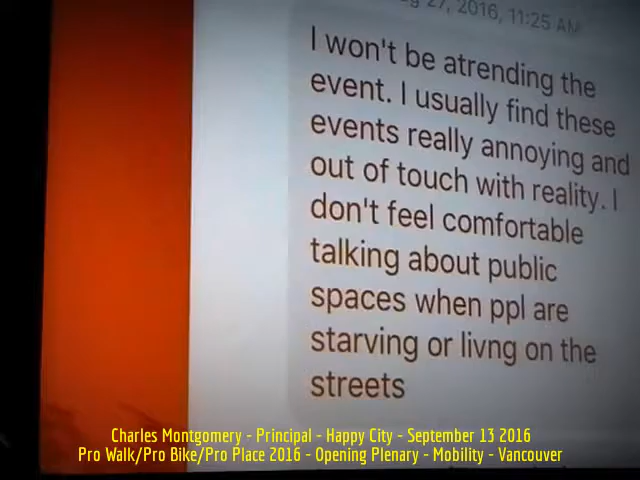 27, 2016, 11:25 AM
I won't be atrending the
event. I usually find these
events really annoying and
out of touch with reality. I
don't feel comfortable
talking about public
spaces when ppl are
starving or livng on the
streets
Charles Montgomery - Principal - Happy City - September 13 2016
Pro Walk/Pro Bike/Pro Place 2016 - Opening Plenary - Mobility - Vancouver